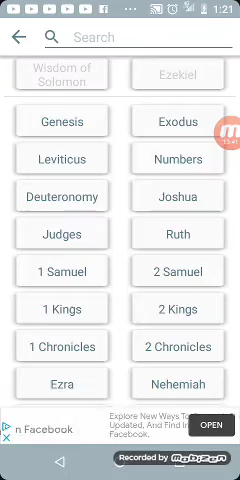 1:21
Search
Wisdom of
Solomon
Ezekiel
Genesis
Exodus
Leviticus
Numbers
Deuteronomy
Joshua
Judges
Ruth
1 Samuel
2 Samuel
1 Kings
2 Kings
1 Chronicles
2 Chronicles
Ezra
Nehemiah
n Facebook
Explore New Ways To
Updated, And Find In
Facebook.
OPEN
Recorded by mobizen